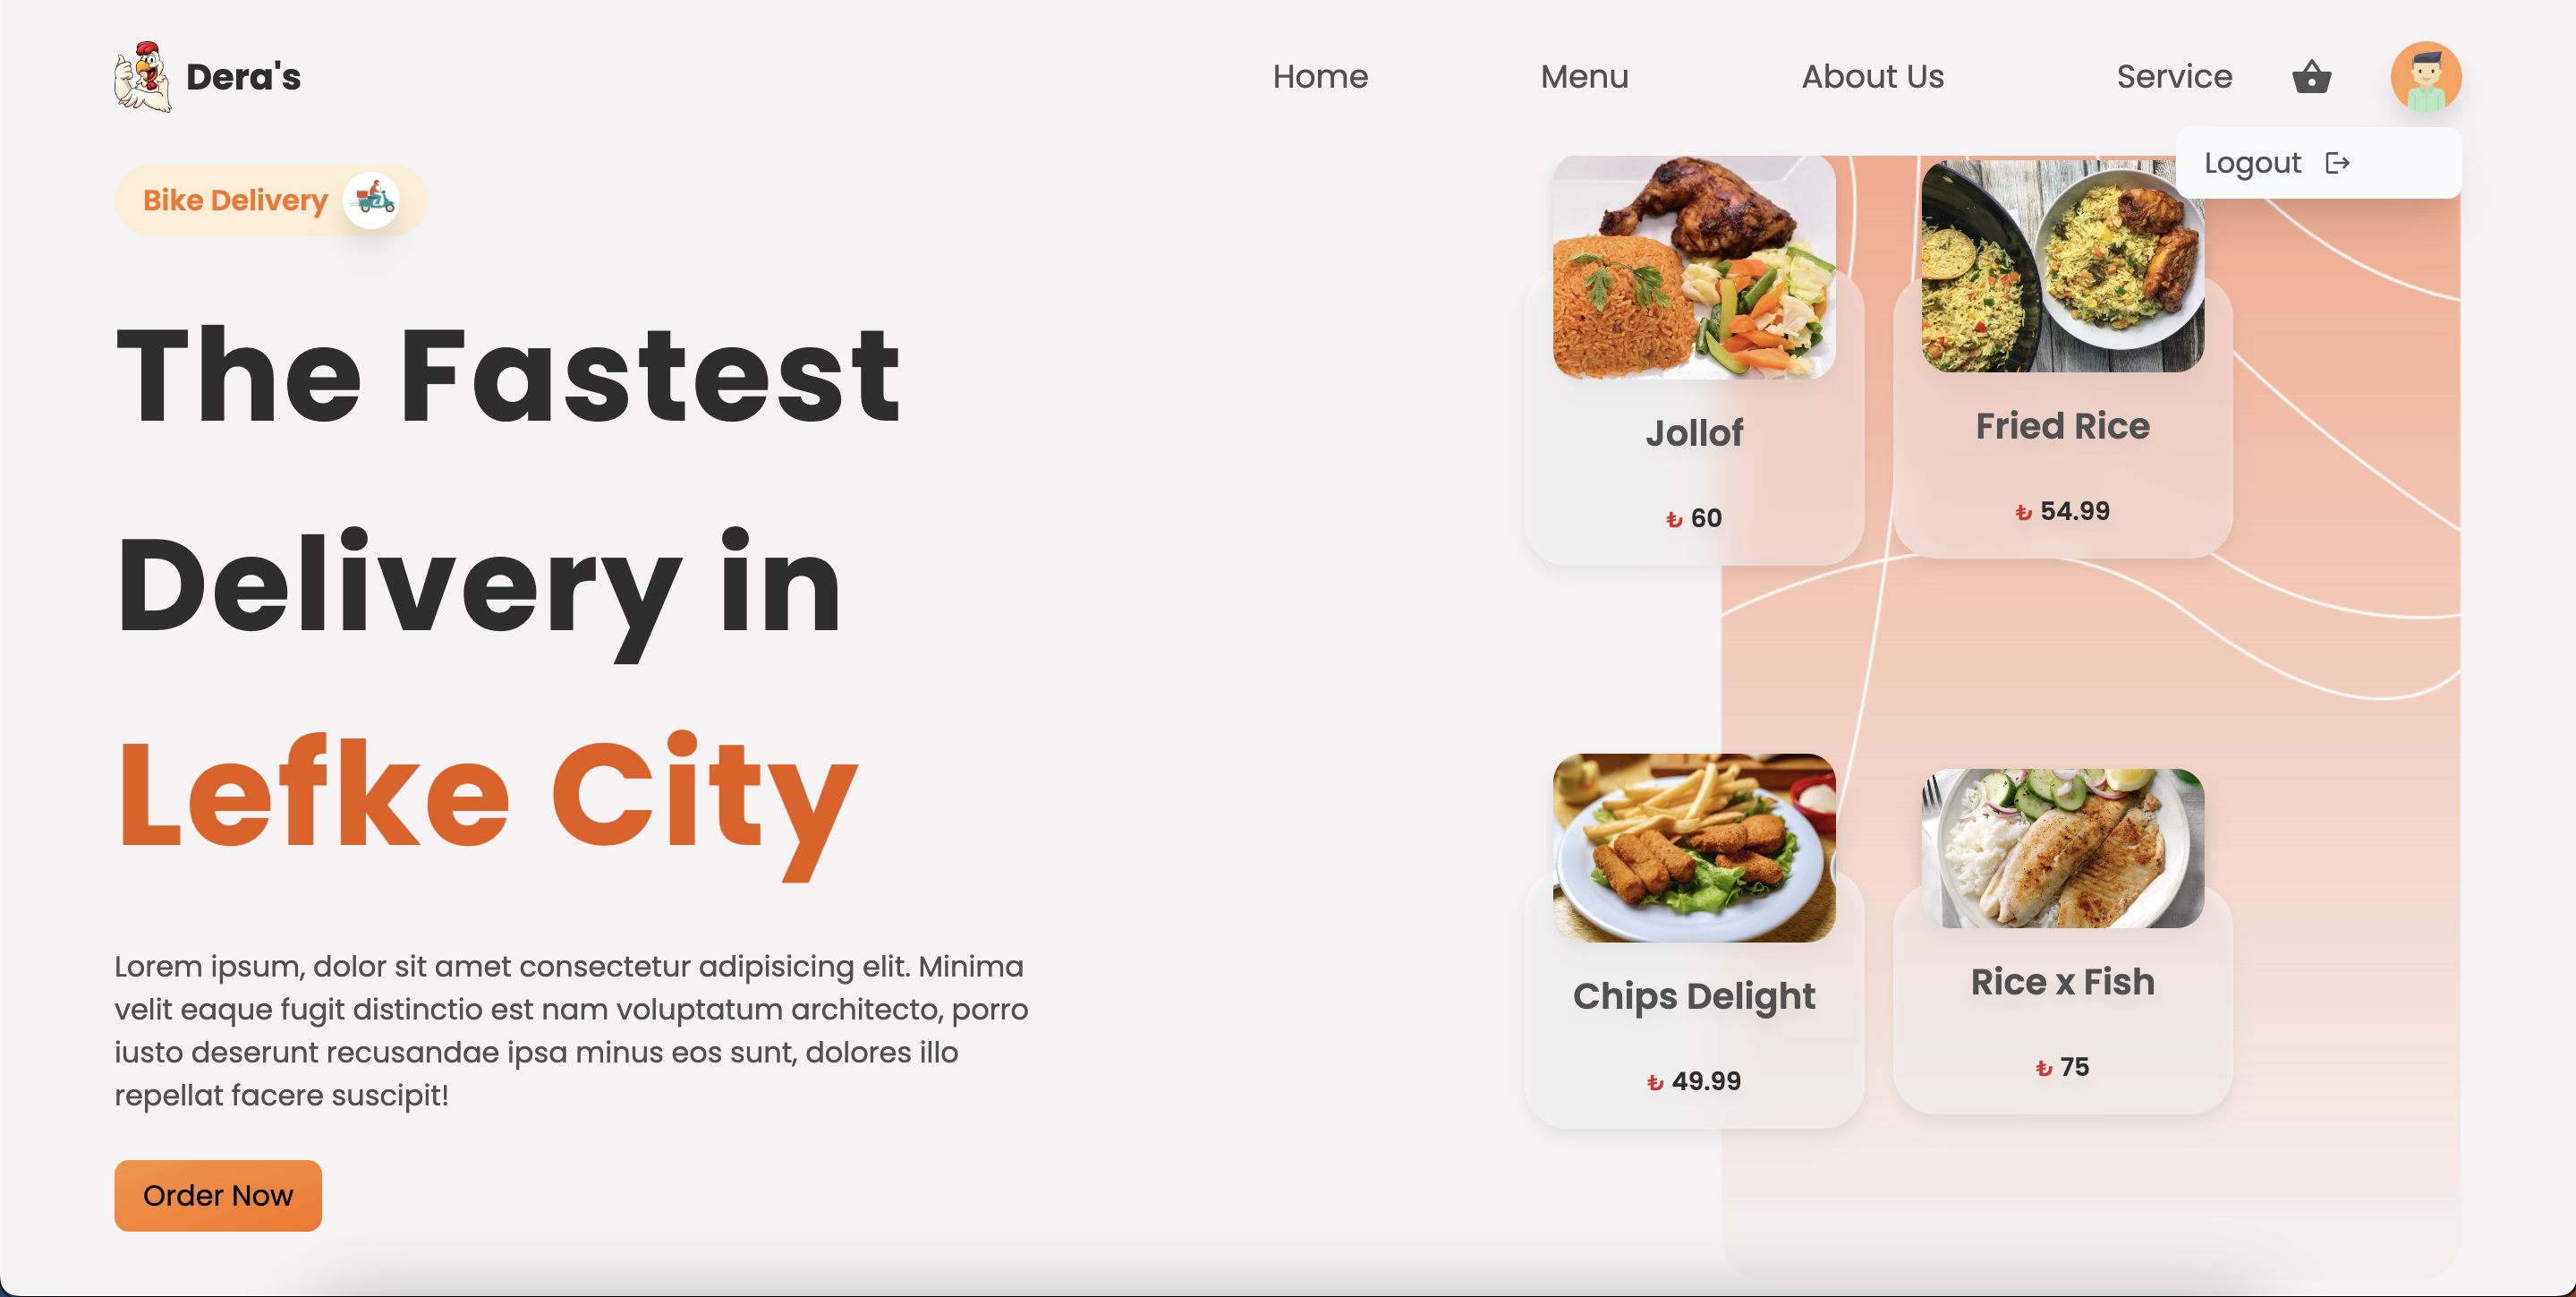 Dera's
Home
Menu
About Us
Service
Logout
Bike Delivery
The Fastest
Delivery in
Lefke City
Lorem ipsum, dolor sit amet consectetur adipisicing elit. Minima
velit eaque fugit distinctio est nam voluptatum architecto, porro
iusto deserunt recusandae ipsa minus eos sunt, dolores illo
repellat facere suscipit!
Order Now
Jollof
₺ 60
Fried Rice
₺ 54.99
Chips Delight
₺ 49.99
Rice x Fish
₺ 75